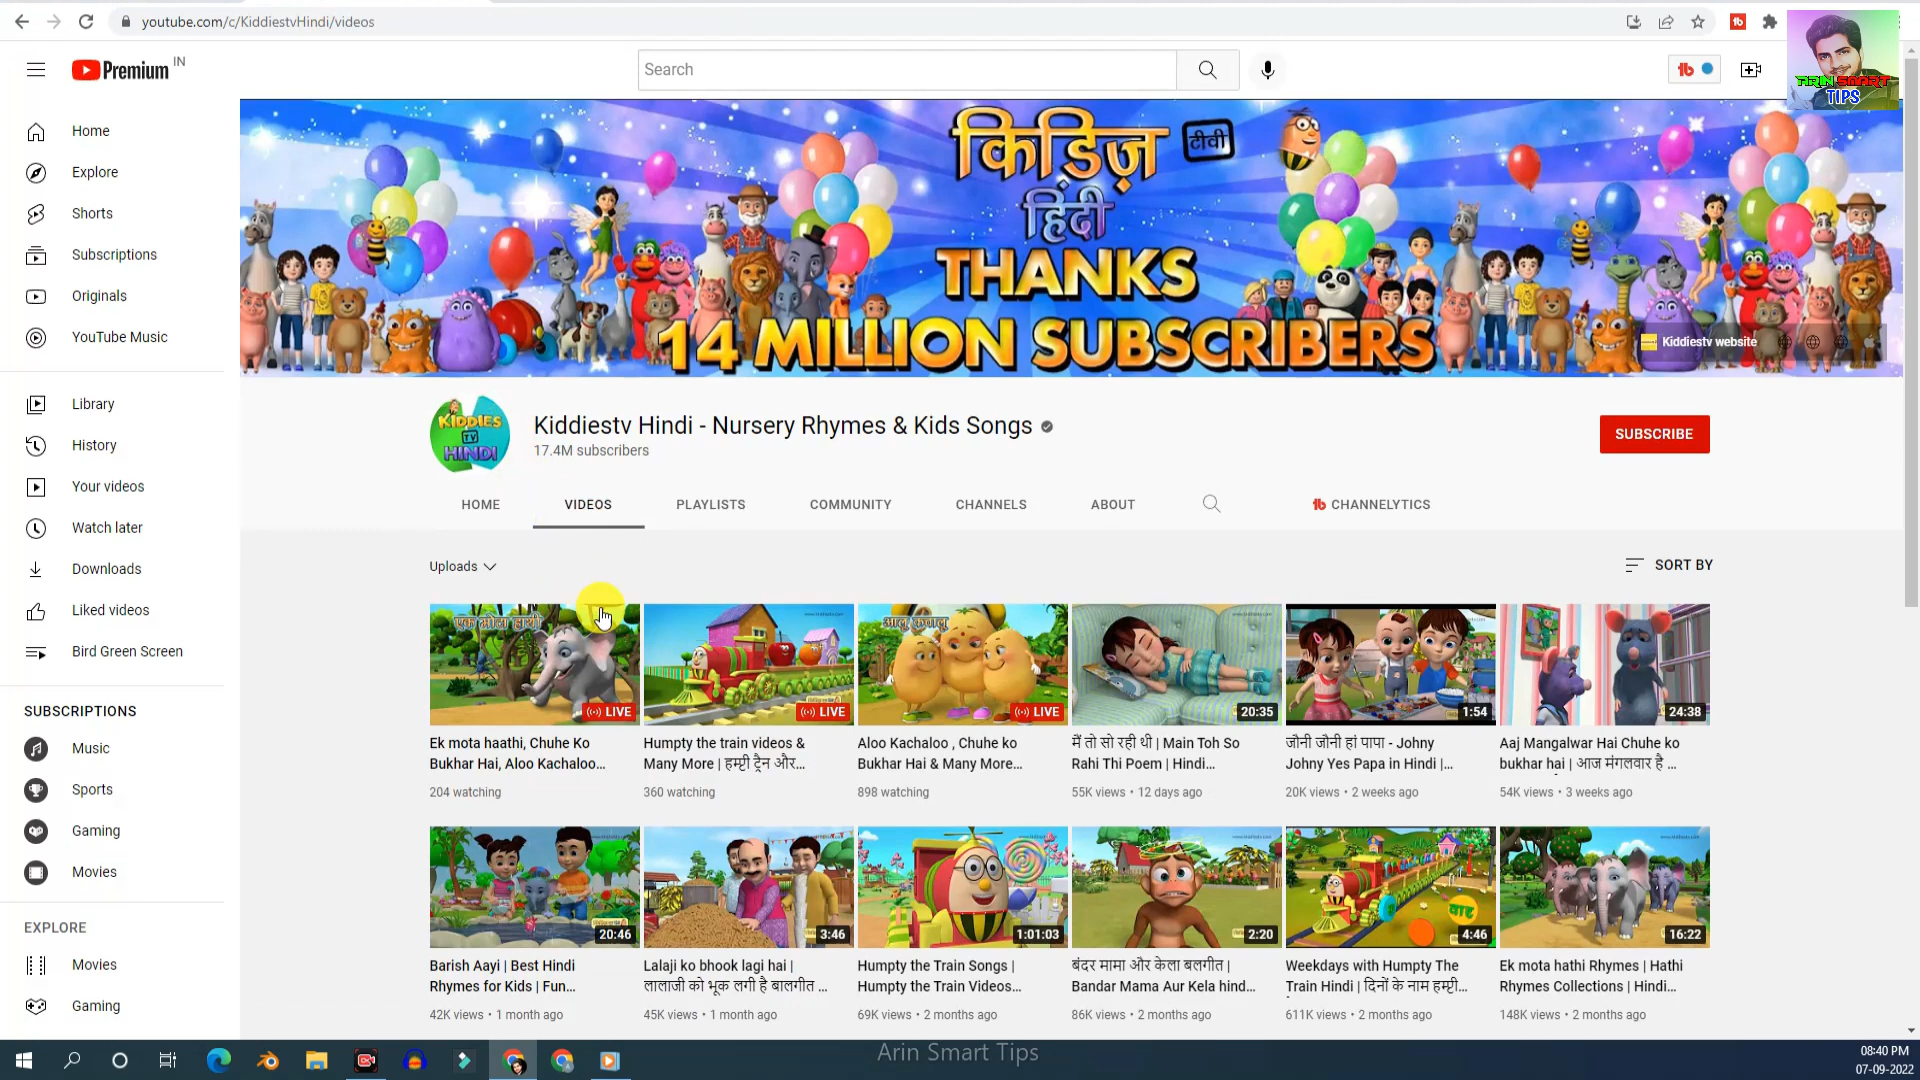 youtube.com/c/KiddiestvHindi/videos
Premium IN
Search
ARIN SMART
TIPS
Home
Explore
Shorts
Subscriptions
Originals
YouTube Music
Library
History
Your videos
Watch later
Downloads
Liked videos
Bird Green Screen
SUBSCRIPTIONS
Music
Sports
Gaming
Movies
EXPLORE
Movies
Gaming
किडिज़ टीवी
हिंदी
THANKS
14 MILLION SUBSCRIBERS
Kiddiestv website
KIDDIES
TV
HINDI
Kiddiestv Hindi - Nursery Rhymes & Kids Songs
17.4M subscribers
SUBSCRIBE
HOME VIDEOS PLAYLISTS COMMUNITY CHANNELS ABOUT CHANNELYTICS
Uploads
SORT BY
एक मोटा हाथी
आलू कचालू
LIVE LIVE LIVE 20:35 1:54 24:38
Ek mota haathi, Chuhe Ko
Bukhar Hai, Aloo Kachaloo...
204 watching
Humpty the train videos &
Many More | हम्प्टी ट्रैन और...
360 watching
Aloo Kachaloo , Chuhe ko
Bukhar Hai & Many More...
898 watching
मैं तो सो रही थी | Main Toh So
Rahi Thi Poem | Hindi...
55K views • 12 days ago
जौनी जौनी हां पापा - Johny
Johny Yes Papa in Hindi |...
20K views • 2 weeks ago
Aaj Mangalwar Hai Chuhe ko
bukhar hai | आज मंगलवार है ...
54K views • 3 weeks ago
वार
20:46 3:46 1:01:03 2:20 4:46 16:22
Barish Aayi | Best Hindi
Rhymes for Kids | Fun...
42K views • 1 month ago
Lalaji ko bhook lagi hai |
लालाजी को भूक लगी है बालगीत ...
45K views • 1 month ago
Humpty the Train Songs |
Humpty the Train Videos...
69K views • 2 months ago
बंदर मामा और केला बलगीत |
Bandar Mama Aur Kela hind...
86K views • 2 months ago
Weekdays with Humpty The
Train Hindi | दिनों के नाम हम्प्टी...
611K views • 2 months ago
Ek mota hathi Rhymes | Hathi
Rhymes Collections | Hindi...
148K views • 2 months ago
Arin Smart Tips
08:40 PM
07-09-2022